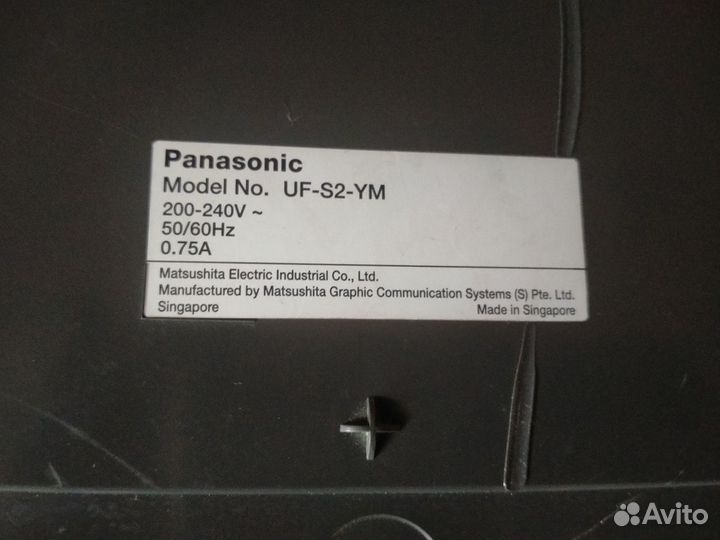 Panasonic
Model No. UF-S2-YM
200-240V ~
50/60Hz
0.75A
Matsushita Electric Industrial Co., Ltd.
Manufactured by Matsushita Graphic Communication Systems (S) Pte. Ltd.
Singapore Made in Singapore
Avito